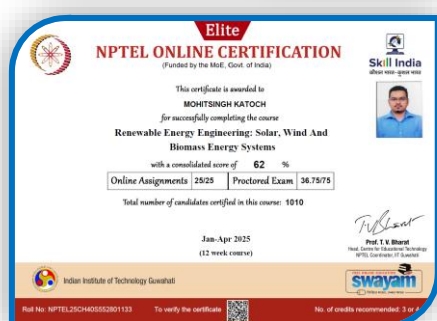 Elite
NPTEL ONLINE CERTIFICATION
(Funded by the MoE, Govt. of India)
Skill India
कौशल भारत - कुशल भारत
This certificate is awarded to
MOHITSINGH KATOCH
for successfully completing the course
Renewable Energy Engineering: Solar, Wind And
Biomass Energy Systems
with a consolidated score of 62 %
Online Assignments 25/25 Proctored Exam 36.75/75
Total number of candidates certified in this course: 1010
Jan-Apr 2025
(12 week course)
Prof. T. V. Bharat
Head, Centre for Educational Technology
NPTEL Coordinator, IIT Guwahati
Indian Institute of Technology Guwahati
swayam
Roll No: NPTEL25CH40S552801133 To verify the certificate No. of credits recommended: 3 or 4